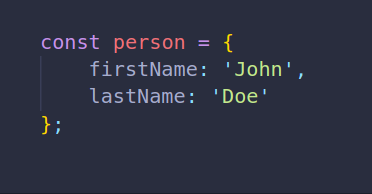 const person = {
    firstName: 'John',
    lastName: 'Doe'
};